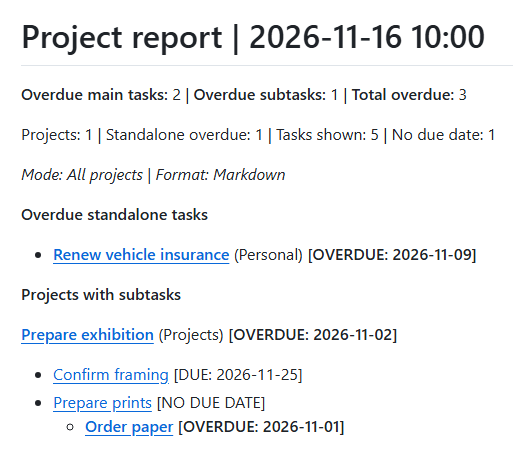 Project report | 2026-11-16 10:00
Overdue main tasks: 2 | Overdue subtasks: 1 | Total overdue: 3
Projects: 1 | Standalone overdue: 1 | Tasks shown: 5 | No due date: 1
Mode: All projects | Format: Markdown
Overdue standalone tasks
• Renew vehicle insurance (Personal) [OVERDUE: 2026-11-09]
Projects with subtasks
Prepare exhibition (Projects) [OVERDUE: 2026-11-02]
• Confirm framing [DUE: 2026-11-25]
• Prepare prints [NO DUE DATE]
◦ Order paper [OVERDUE: 2026-11-01]